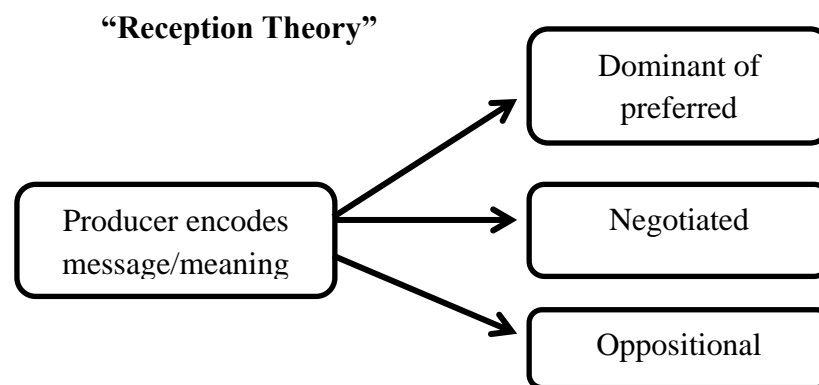 “Reception Theory”
Dominant of
preferred
Producer encodes
message/meaning
Negotiated
Oppositional